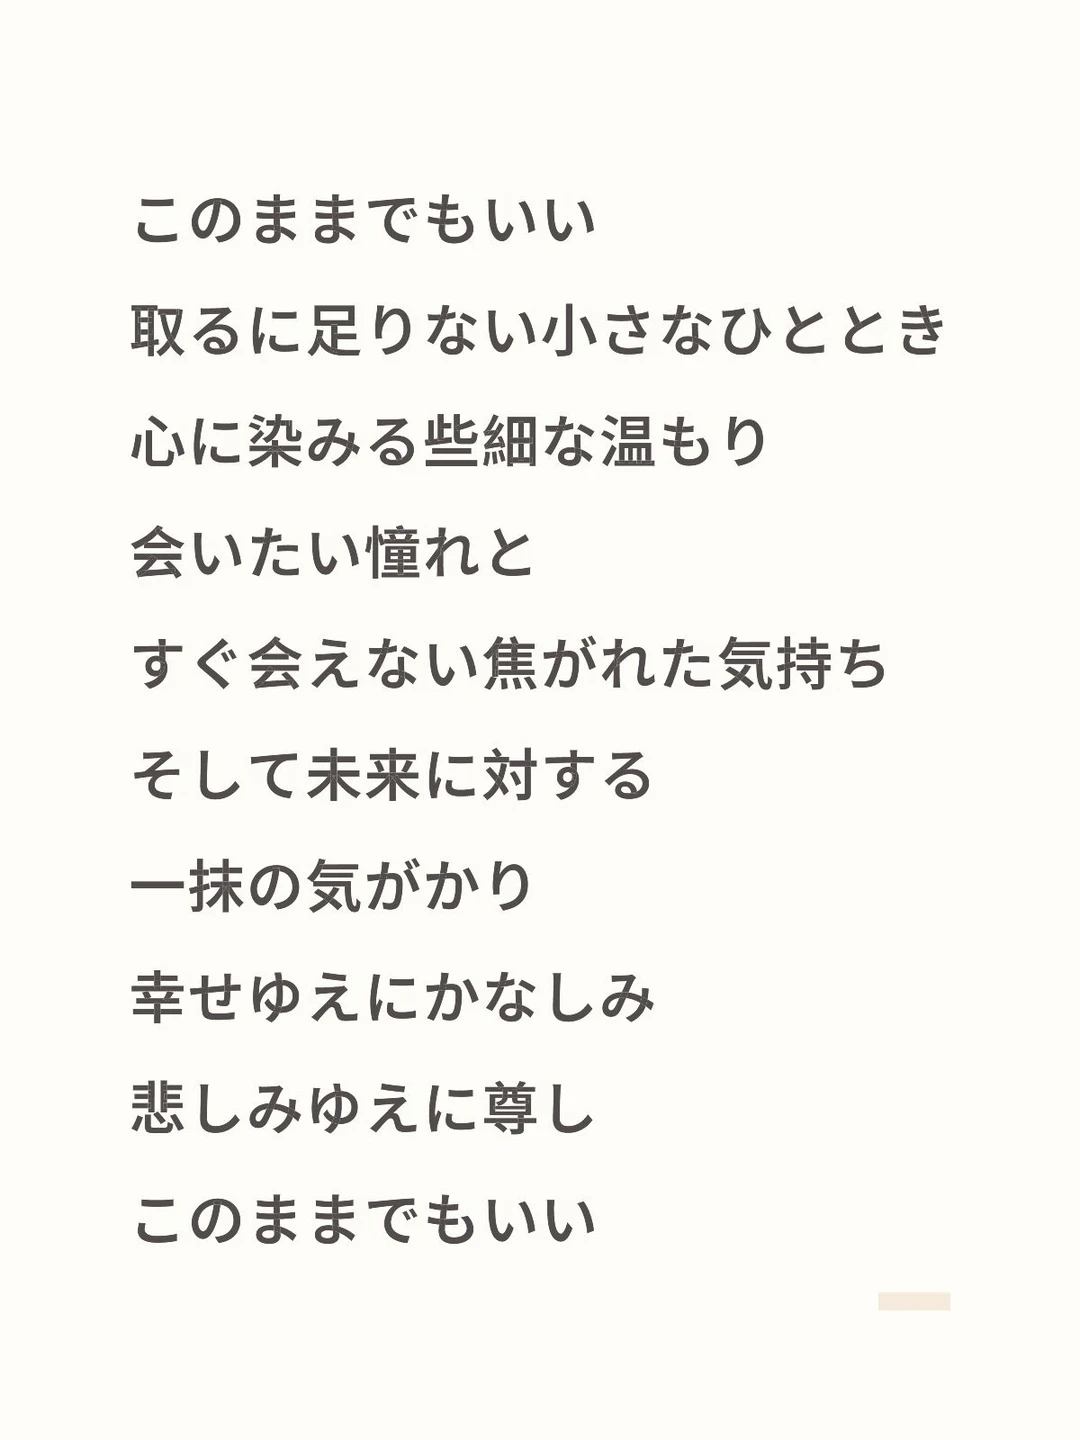 このままでもいい
取るに足りない小さなひととき
心に染みる些細な温もり
会いたい憧れと
すぐ会えない焦がれた気持ち
そして未来に対する
一抹の気がかり
幸せゆえにかなしみ
悲しみゆえに尊し
このままでもいい